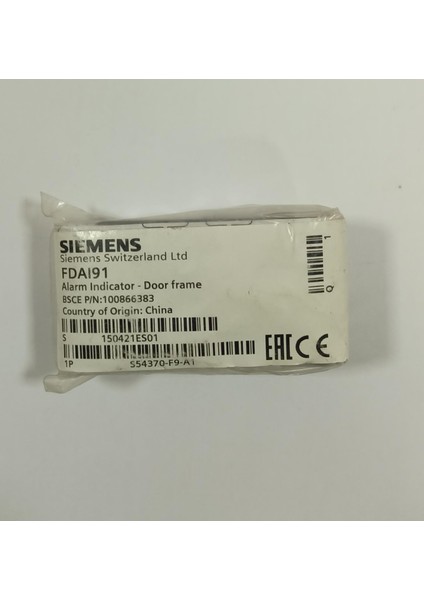 SIEMENS
Siemens Switzerland Ltd
FDAI91
Alarm Indicator - Door frame
BSCE P/N:100866383
Country of Origin: China
S 150421ES01
1P S54370-F9-A1
EAC CE
Q 1